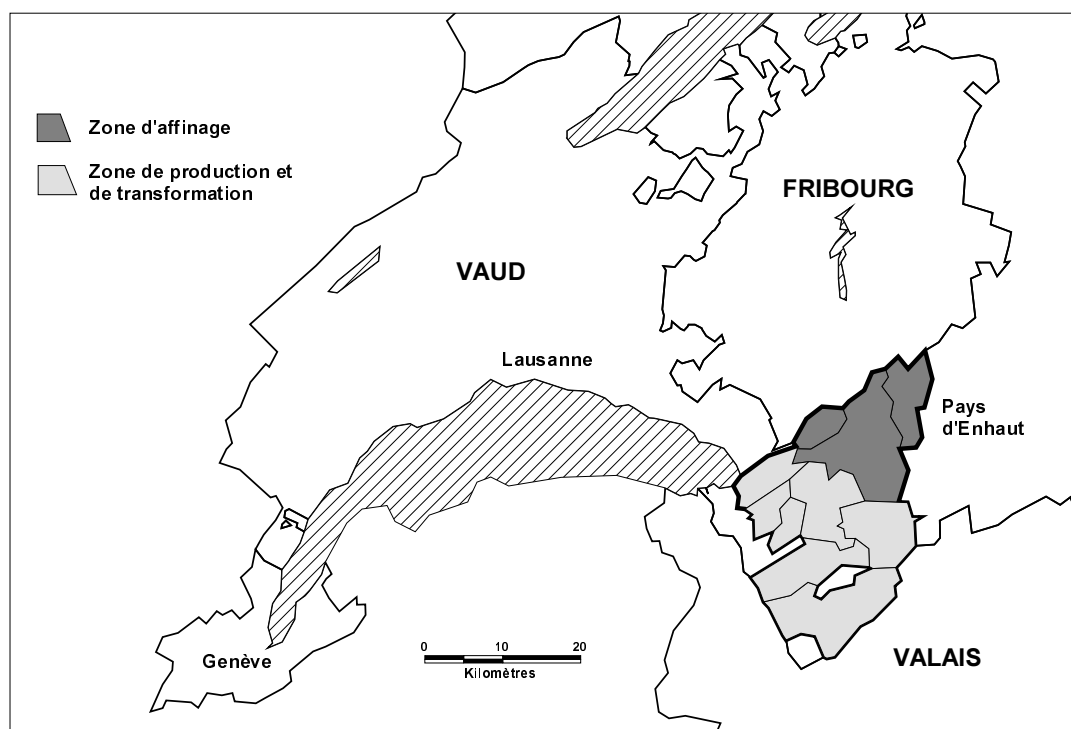 Zone d'affinage
Zone de production et
de transformation
FRIBOURG
VAUD
Lausanne
Pays
d'Enhaut
0 10 20
Kilomètres
Genève
VALAIS